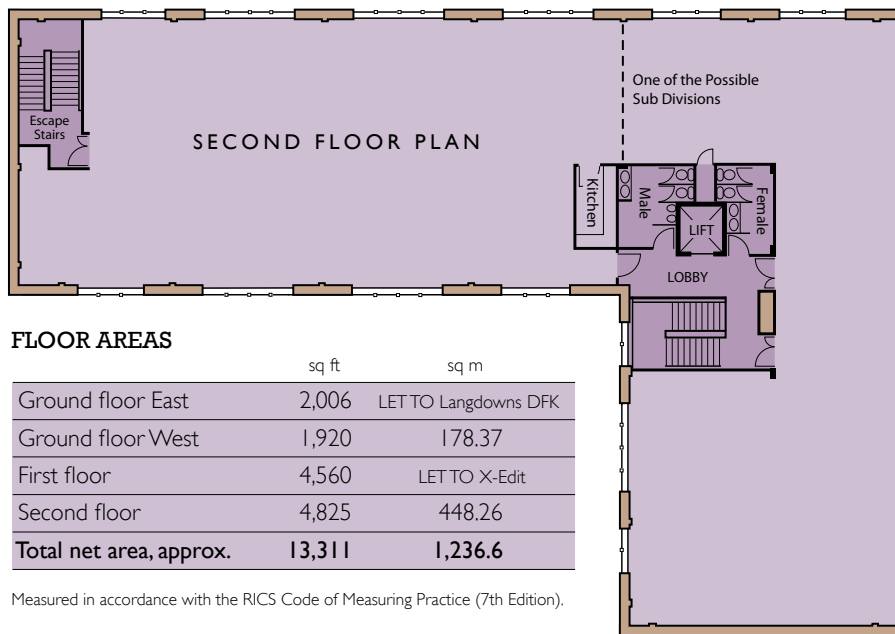 One of the Possible
Sub Divisions
Escape
Stairs
SECOND FLOOR PLAN
Kitchen
Male
Female
LIFT
LOBBY
FLOOR AREAS
sq ft sq m
Ground floor East 2,006 LET TO Langdowns DFK
Ground floor West 1,920 178.37
First floor 4,560 LET TO X-Edit
Second floor 4,825 448.26
Total net area, approx. 13,311 1,236.6
Measured in accordance with the RICS Code of Measuring Practice (7th Edition).